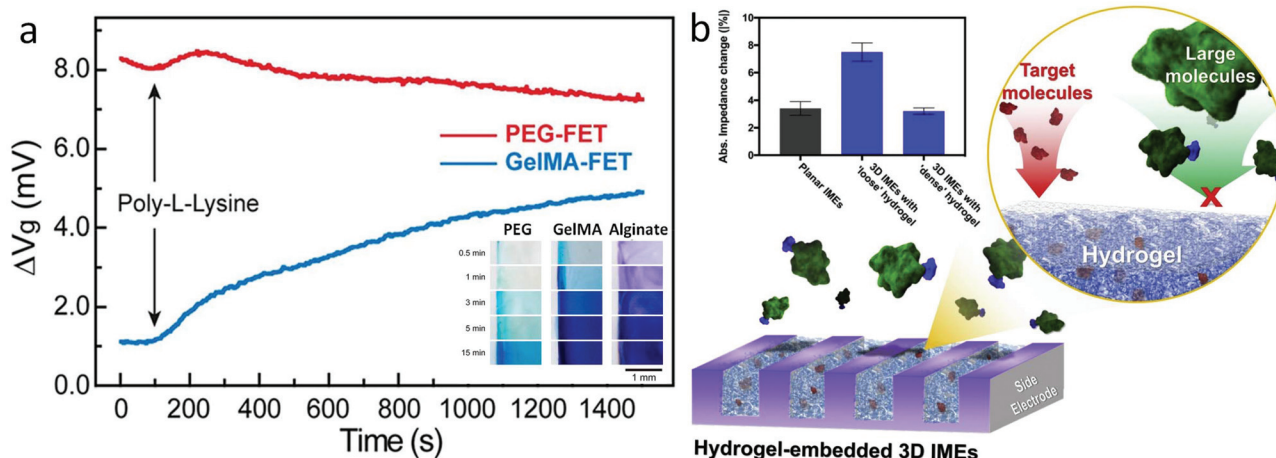 a
ΔVg (mV)
8.0
6.0
4.0
2.0
0.0
Poly-L-Lysine
PEG-FET
GelMA-FET
PEG GelMA Alginate
0.5 min
1 min
3 min
5 min
15 min
1 mm
0 200 400 600 800 1000 1200 1400
Time (s)
b
Abs. Impedance change (|%|)
10
8
6
4
2
0
Planar IMEs
3D IMEs with
'loose' hydrogel
3D IMEs with
'dense' hydrogel
Target
molecules
Large
molecules
X
Hydrogel
Side
Electrode
Hydrogel-embedded 3D IMEs